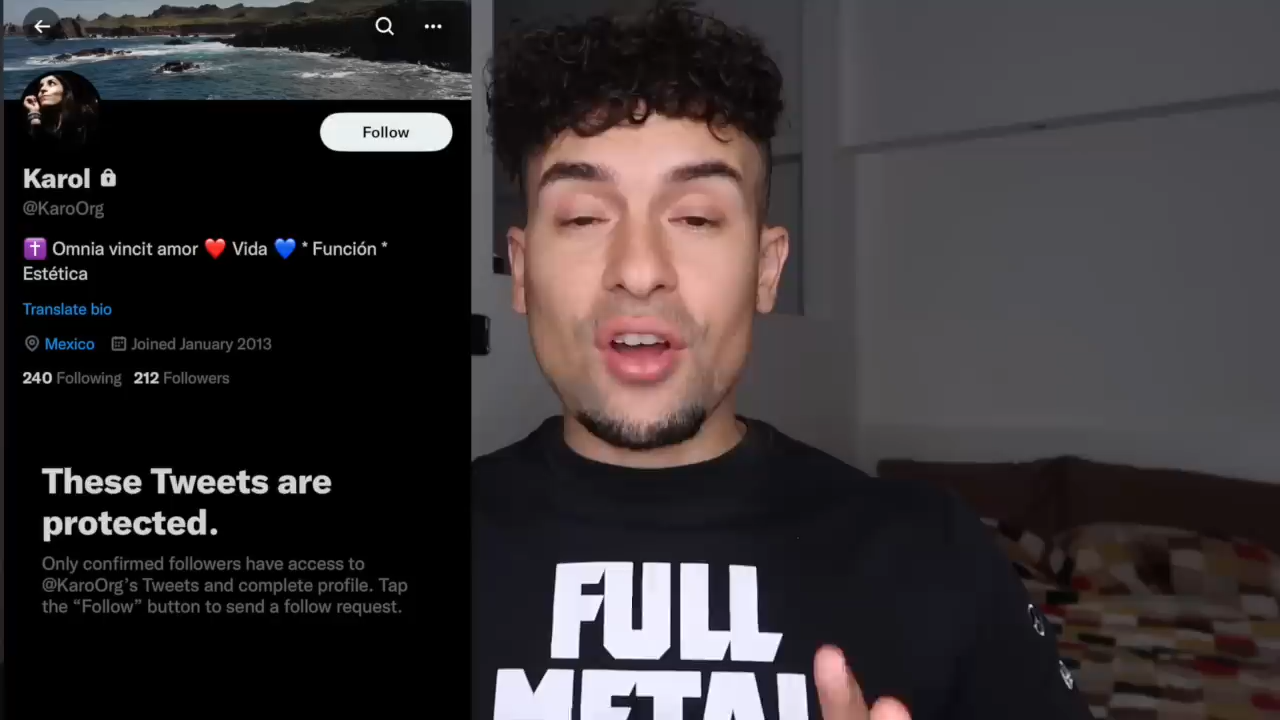 Follow
Karol
@KaroOrg
✝️ Omnia vincit amor ❤️ Vida 💙 * Función *
Estética
Translate bio
Mexico Joined January 2013
240 Following 212 Followers
These Tweets are
protected.
Only confirmed followers have access to
@KaroOrg's Tweets and complete profile. Tap
the “Follow” button to send a follow request.
FULL
METAL